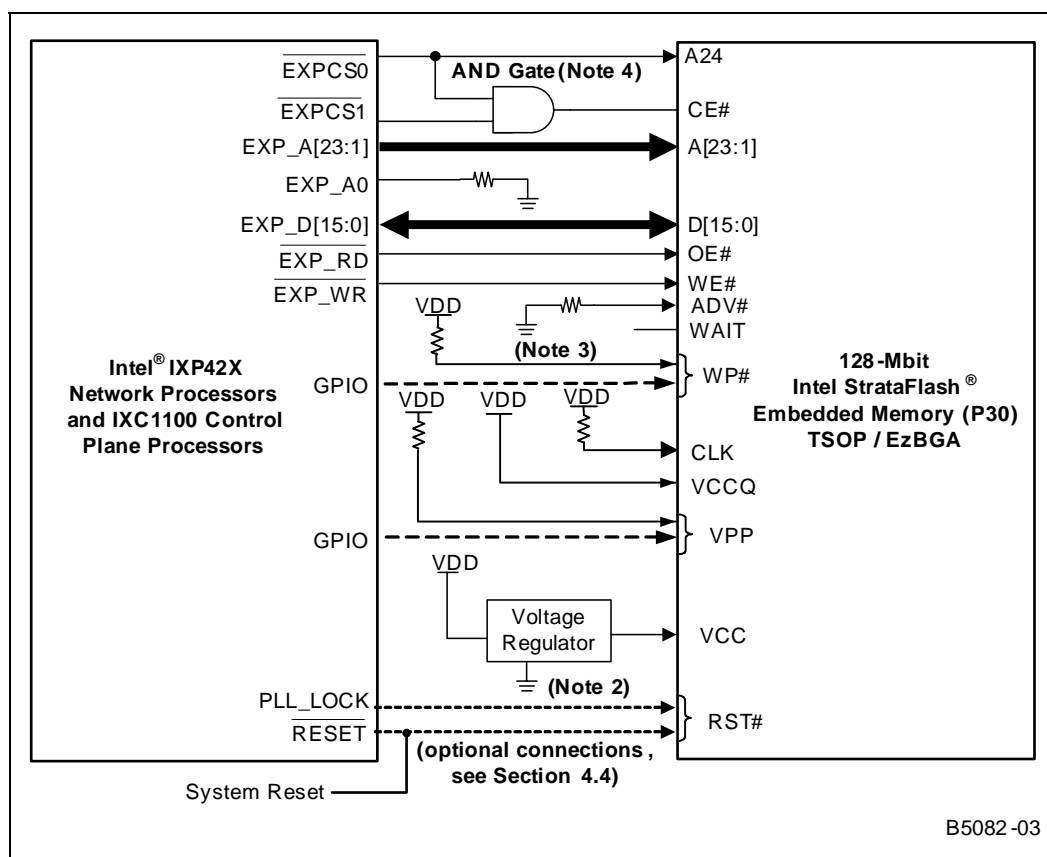 EXPCS0
A24
AND Gate (Note 4)
EXPCS1
CE#
EXP_A[23:1]
A[23:1]
EXP_A0
EXP_D[15:0]
D[15:0]
EXP_RD
OE#
EXP_WR
WE#
VDD
ADV#
WAIT
(Note 3)
WP#
GPIO
Intel® IXP42X
Network Processors
and IXC1100 Control
Plane Processors
128-Mbit
Intel StrataFlash®
Embedded Memory (P30)
TSOP / EzBGA
VDD
VDD
VDD
CLK
VCCQ
GPIO
VPP
VDD
Voltage
Regulator
VCC
(Note 2)
PLL_LOCK
RESET
RST#
(optional connections,
see Section 4.4)
System Reset
B5082-03